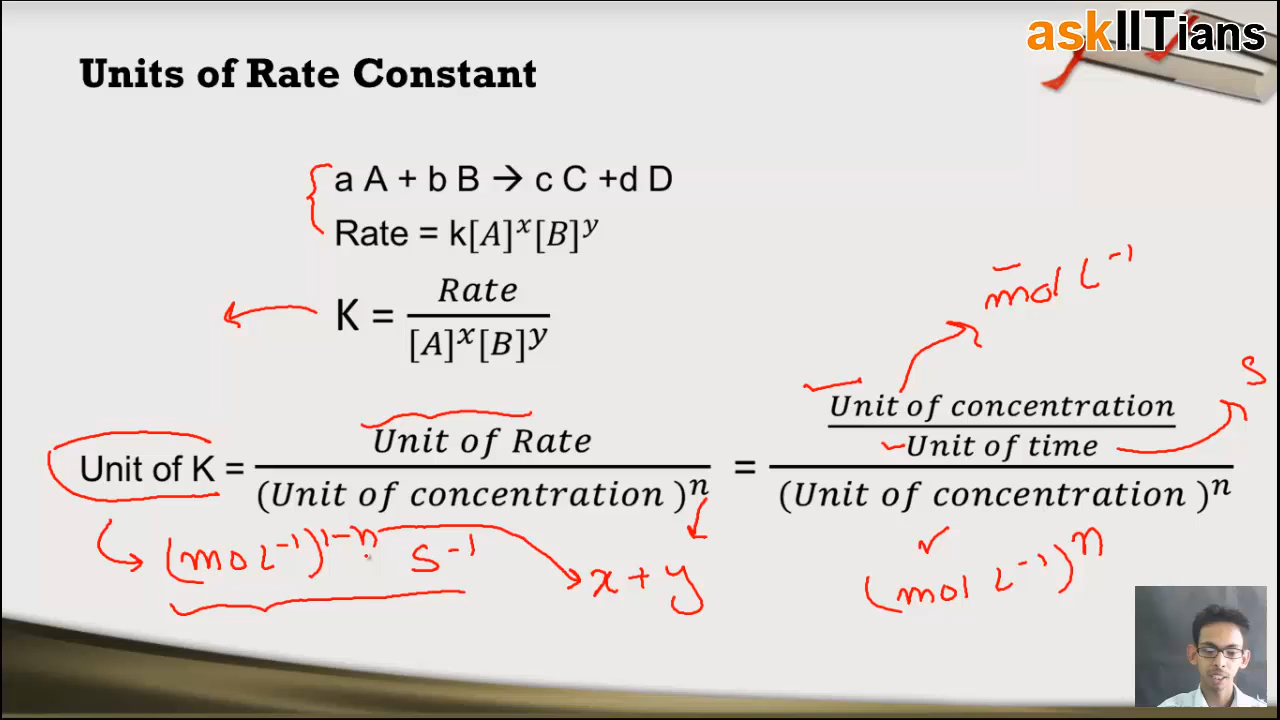 askIITians
Units of Rate Constant
a A + b B → c C +d D
Rate = k[A]^x[B]^y
K = Rate / [A]^x[B]^y
mol L^-1
s
Unit of K = Unit of Rate / (Unit of concentration )^n = Unit of concentration / Unit of time / (Unit of concentration )^n
(mol L^-1)^1-n s^-1
x + y
(mol L^-1)^n